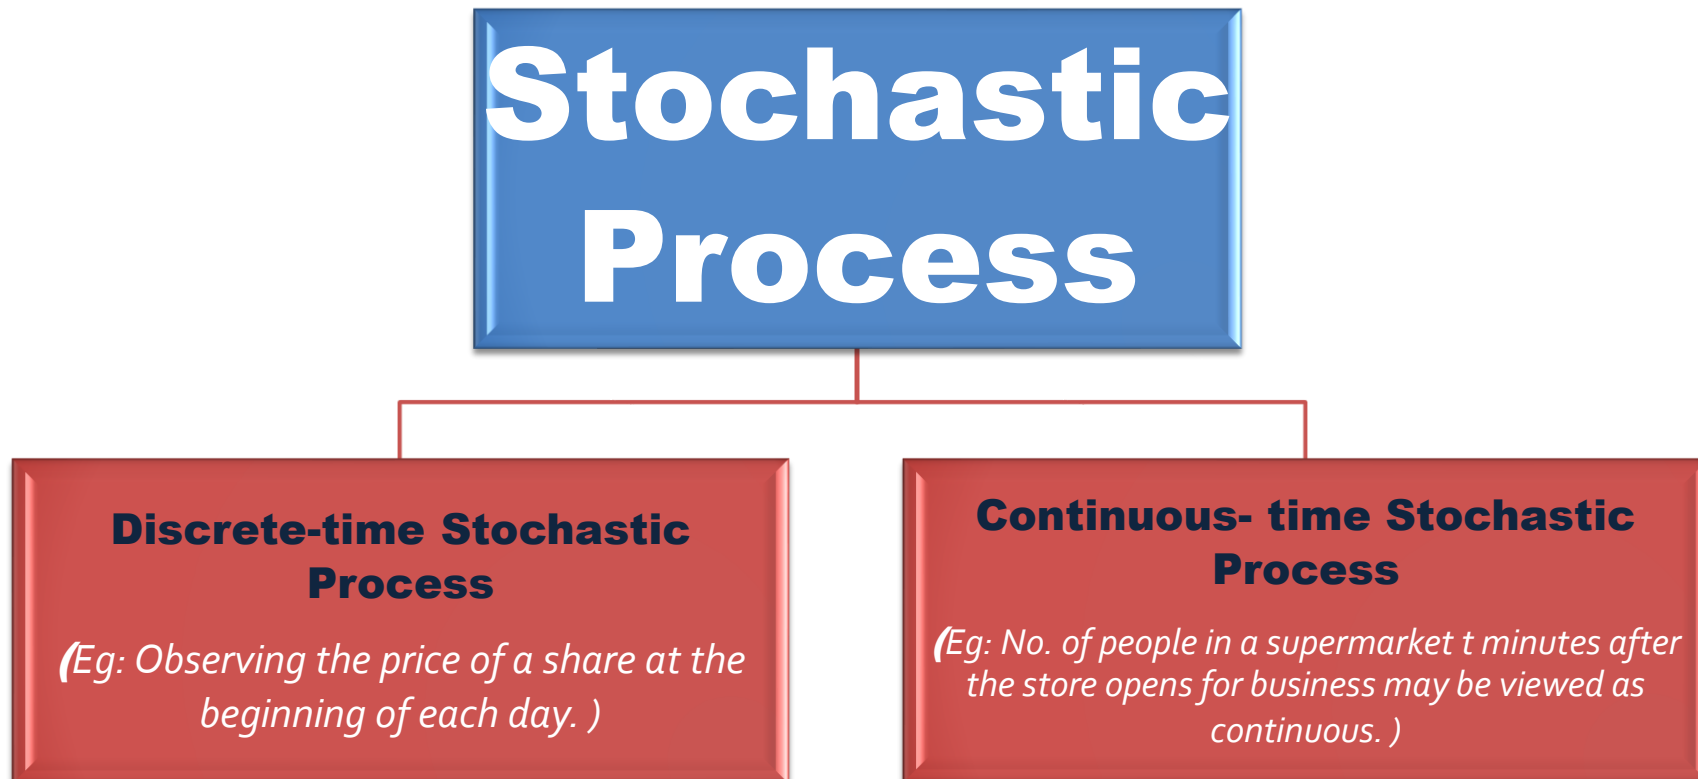 Stochastic
Process
Discrete-time Stochastic
Process
(Eg: Observing the price of a share at the
beginning of each day. )
Continuous- time Stochastic
Process
(Eg: No. of people in a supermarket t minutes after
the store opens for business may be viewed as
continuous. )